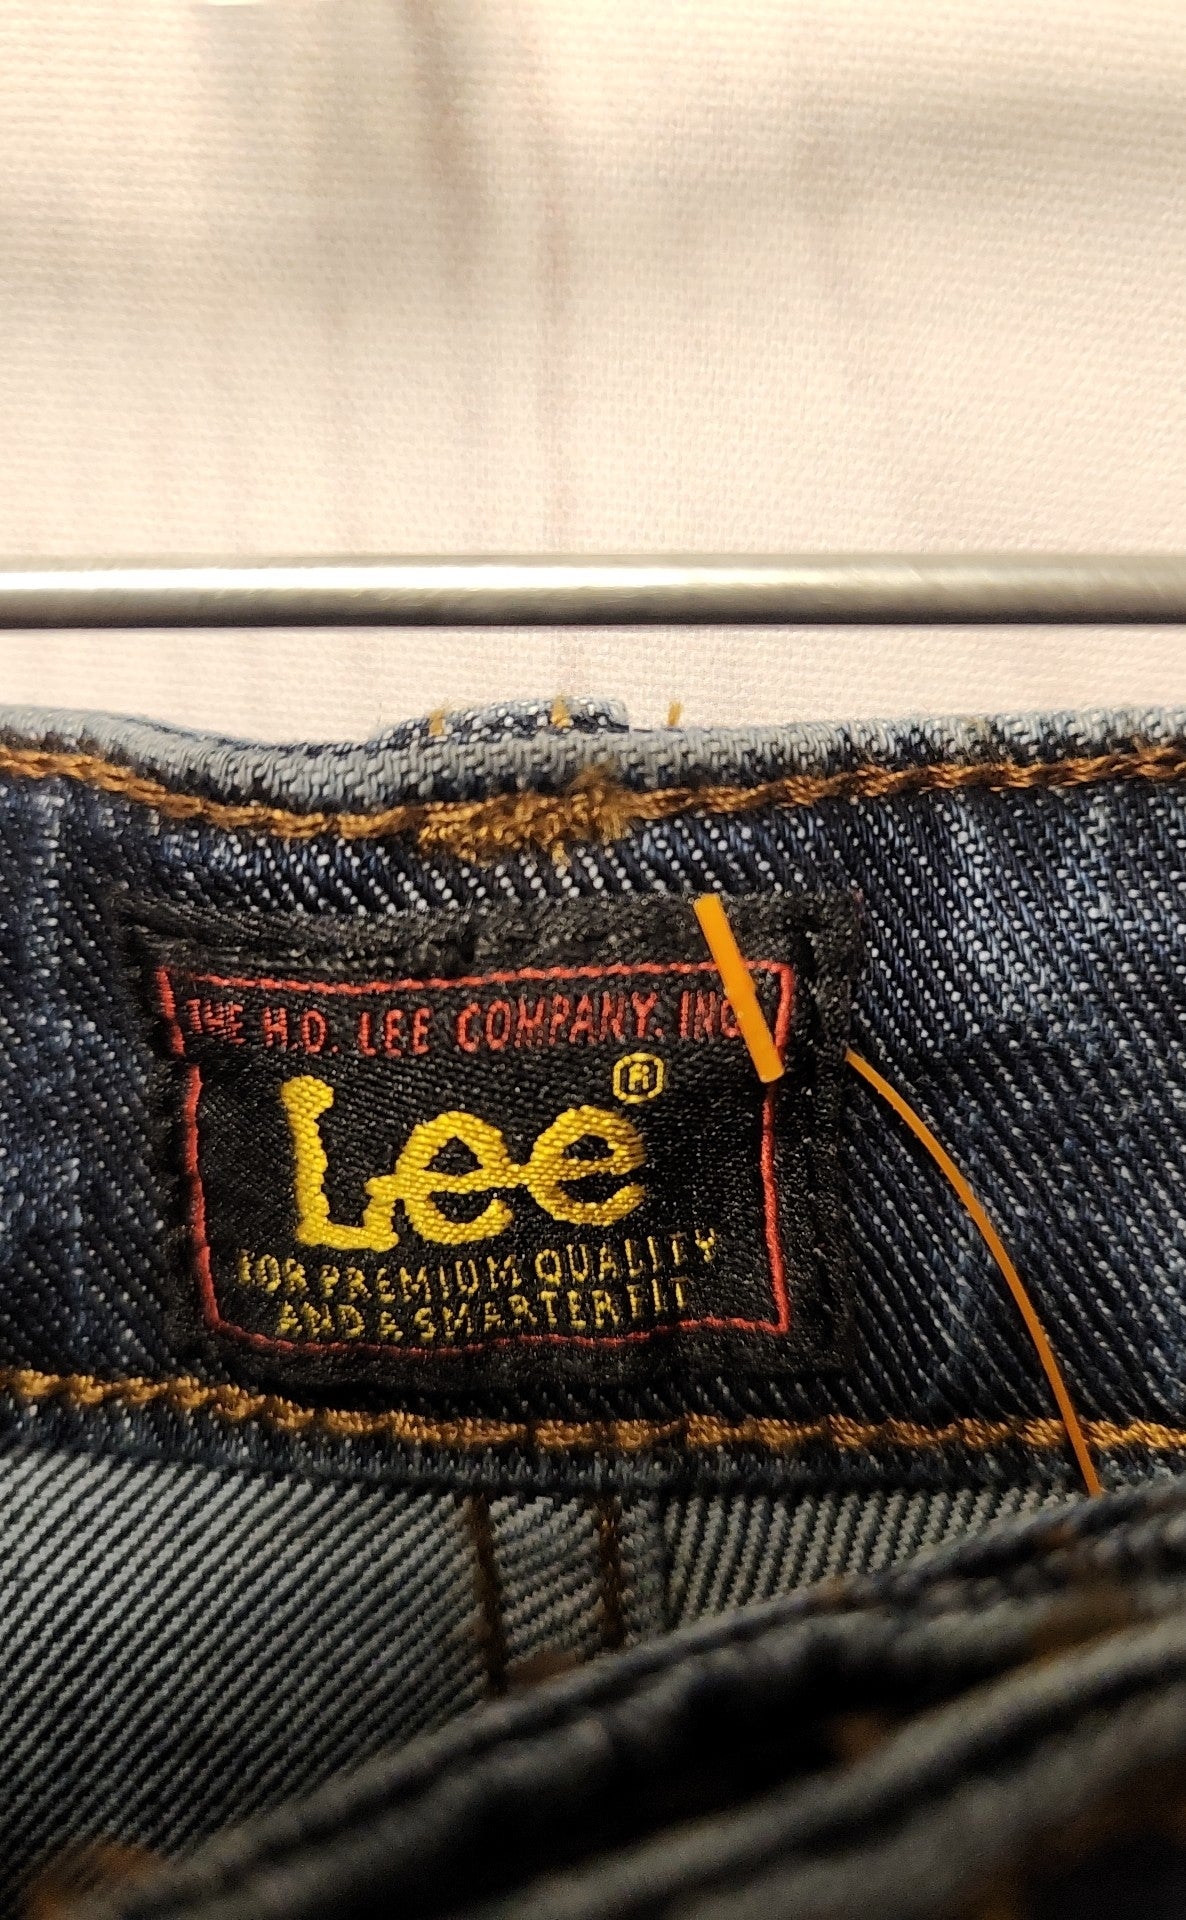 THE H.D. LEE COMPANY, INC.
Lee®
FOR PREMIUM QUALITY
AND & SMARTER FIT